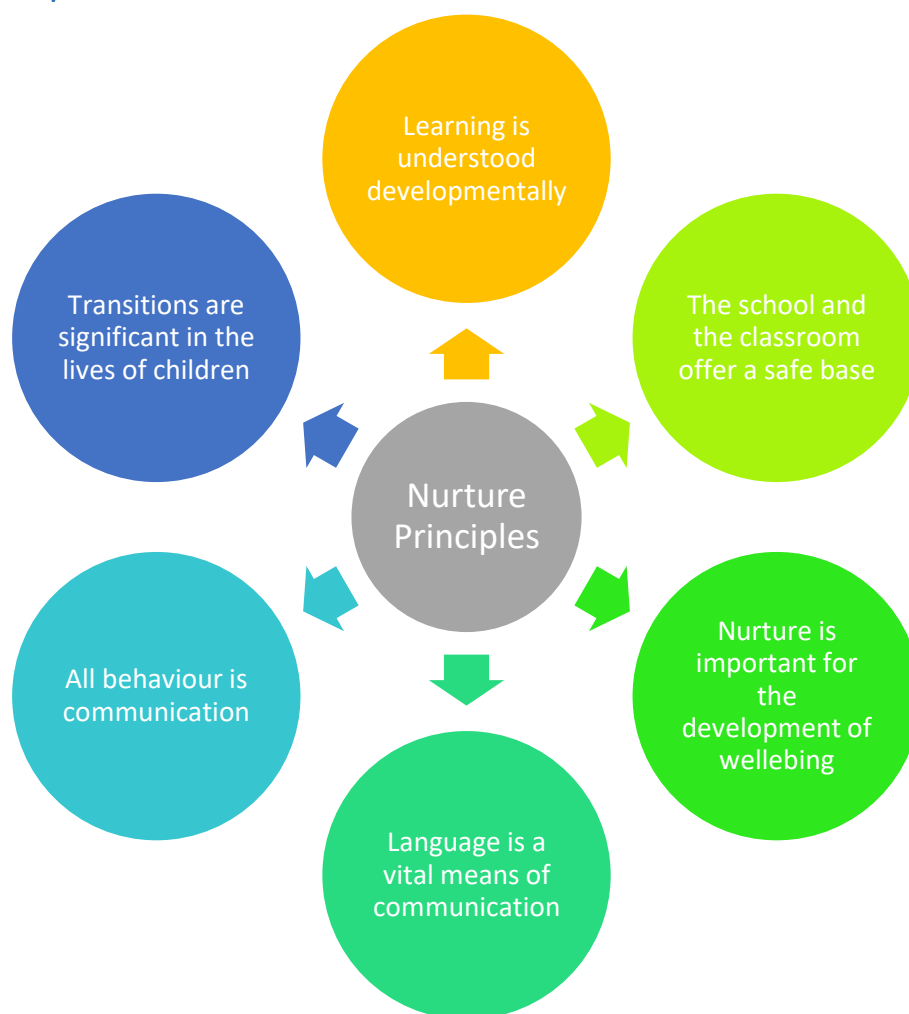 Learning is
understood
developmentally
Transitions are
significant in the
lives of children
The school and
the classroom
offer a safe base
Nurture
Principles
All behaviour is
communication
Nurture is
important for
the
development of
wellebing
Language is a
vital means of
communication